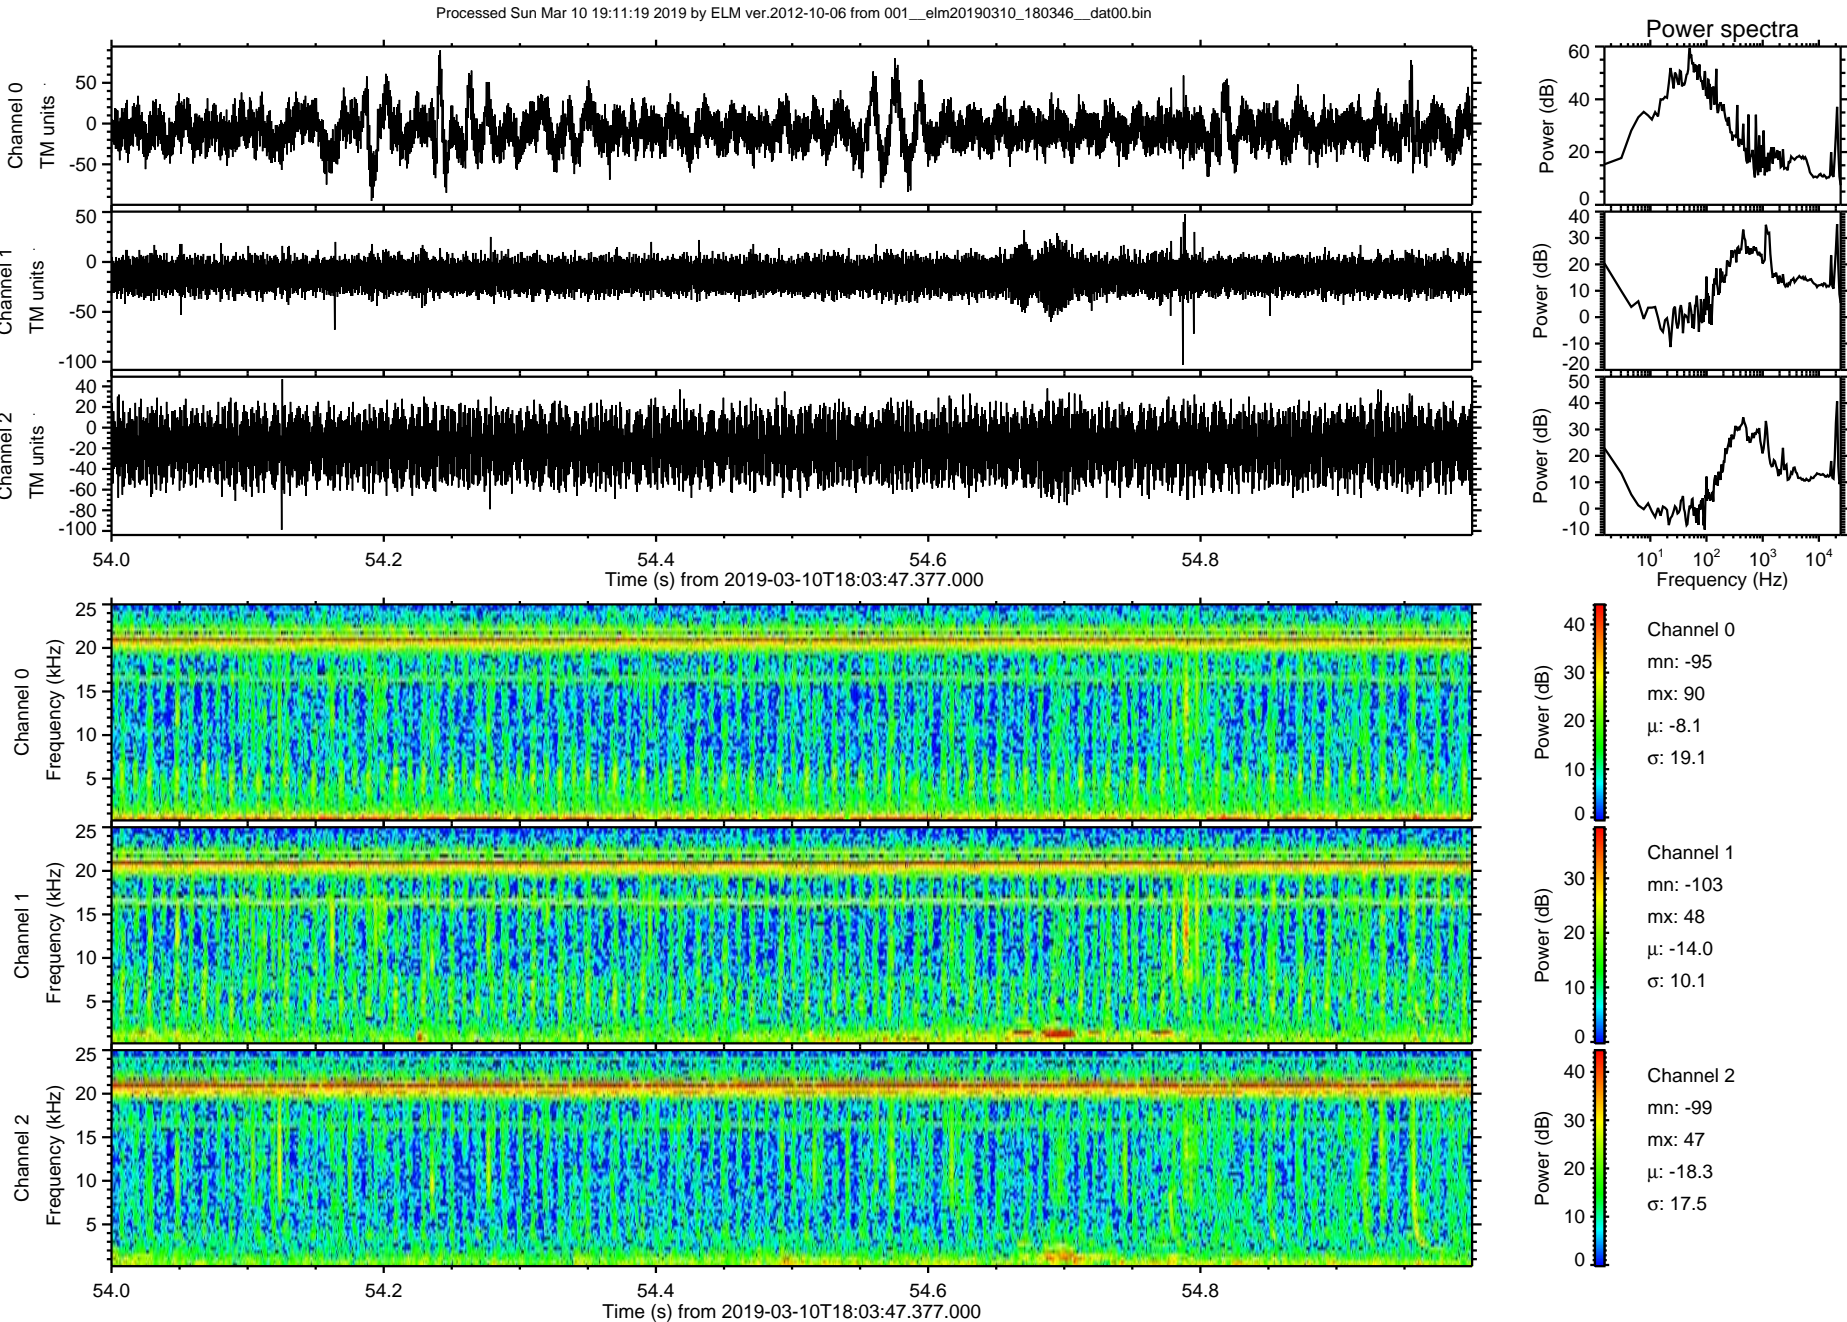 Processed Sun Mar 10 19:11:19 2019 by ELM ver.2012-10-06 from 001__elm20190310_180346__dat00.bin
Power spectra
Channel 0
TM units
50
0
-50
Power (dB)
60
40
20
0
Channel 1
TM units
50
0
-50
-100
Power (dB)
40
30
20
10
0
-10
-20
Channel 2
TM units
40
20
0
-20
-40
-60
-80
-100
Power (dB)
50
40
30
20
10
0
-10
54.0
54.2
54.4
54.6
54.8
Time (s) from 2019-03-10T18:03:47.377.000
10^1
10^2
10^3
10^4
Frequency (Hz)
Channel 0
Frequency (kHz)
25
20
15
10
5
Power (dB)
40
30
20
10
0
Channel 0
mn: -95
mx: 90
μ: -8.1
σ: 19.1
Channel 1
Frequency (kHz)
25
20
15
10
5
Power (dB)
30
20
10
0
Channel 1
mn: -103
mx: 48
μ: -14.0
σ: 10.1
Channel 2
Frequency (kHz)
25
20
15
10
5
Power (dB)
40
30
20
10
0
Channel 2
mn: -99
mx: 47
μ: -18.3
σ: 17.5
54.0
54.2
54.4
54.6
54.8
Time (s) from 2019-03-10T18:03:47.377.000